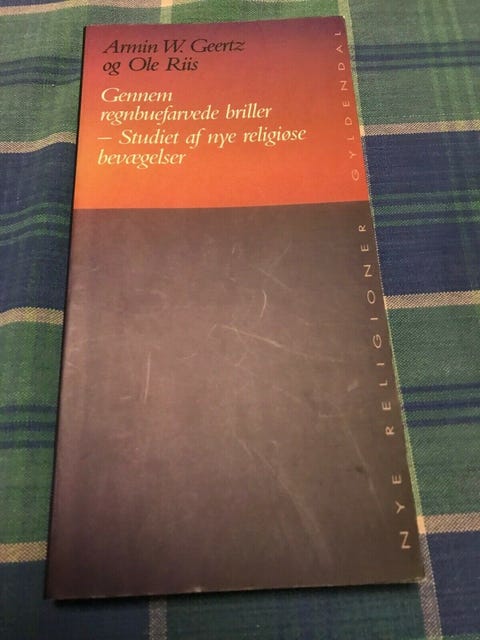 Armin W. Geertz
og Ole Riis
Gennem
regnbuefarvede briller
– Studiet af nye religiøse
bevægelser
NYE RELIGIONER GYLDENDAL